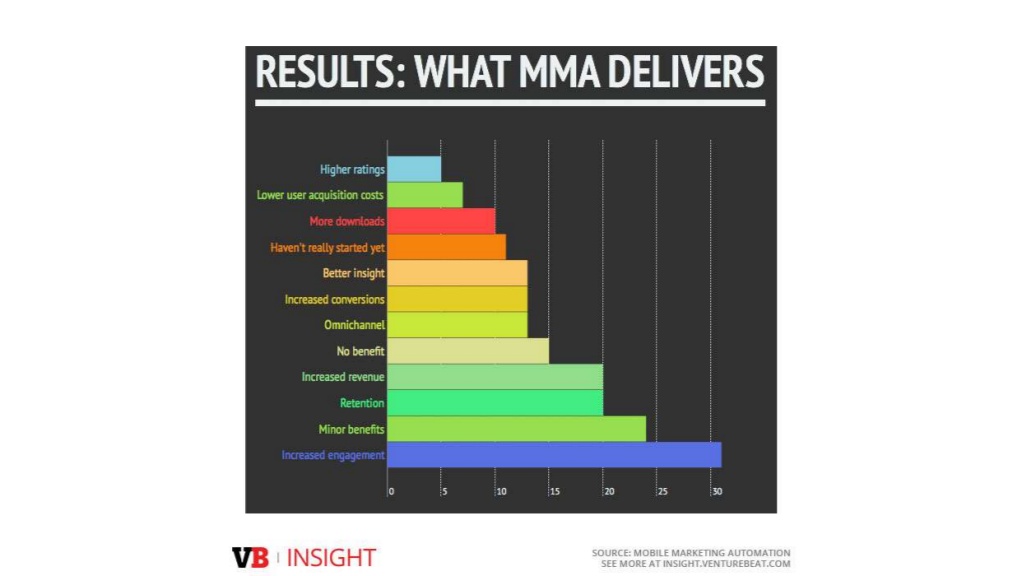 RESULTS: WHAT MMA DELIVERS
Higher ratings
Lower user acquisition costs
More downloads
Haven't really started yet
Better insight
Increased conversions
Omnichannel
No benefit
Increased revenue
Retention
Minor benefits
Increased engagement
0 5 10 15 20 25 30
VB INSIGHT
SOURCE: MOBILE MARKETING AUTOMATION
SEE MORE AT INSIGHT.VENTUREBEAT.COM